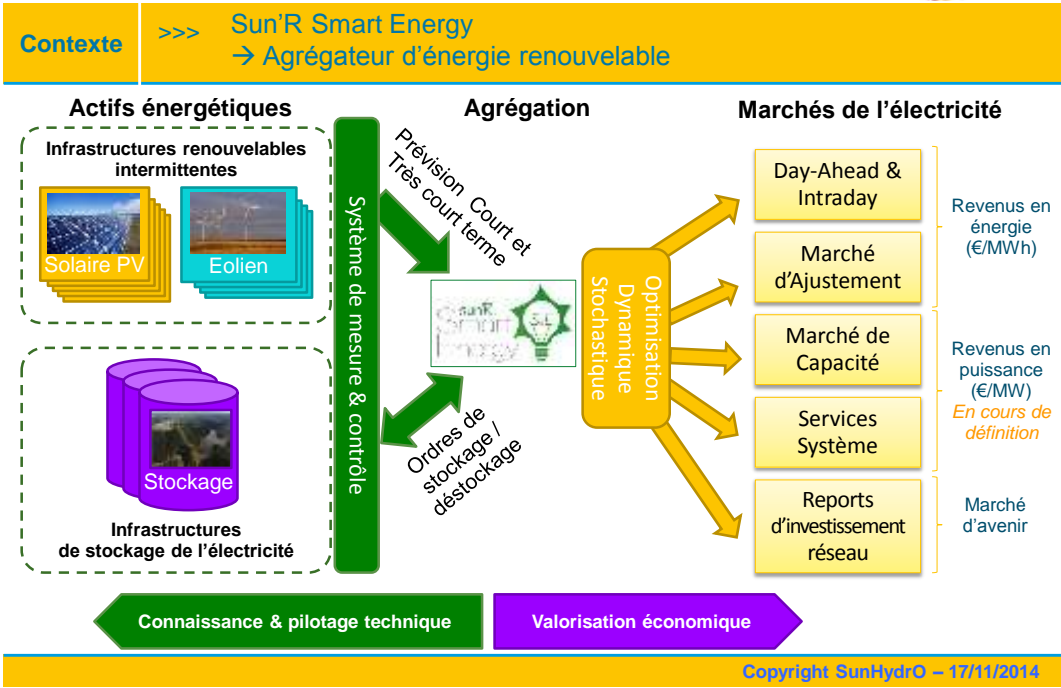 Contexte
>>> Sun’R Smart Energy
→ Agrégateur d’énergie renouvelable
Actifs énergétiques
Infrastructures renouvelables
intermittentes
Solaire PV
Eolien
Stockage
Infrastructures
de stockage de l’électricité
Système de mesure & contrôle
Agrégation
Prévision Court et
Très court terme
sunR
Smart
Energy
Ordres de
stockage /
déstockage
Optimisation
Dynamique
Stochastique
Marchés de l’électricité
Day-Ahead &
Intraday
Marché
d’Ajustement
Marché de
Capacité
Services
Système
Reports
d’investissement
réseau
Revenus en
énergie
(€/MWh)
Revenus en
puissance
(€/MW)
En cours de
définition
Marché
d’avenir
Connaissance & pilotage technique
Valorisation économique
Copyright SunHydrO – 17/11/2014